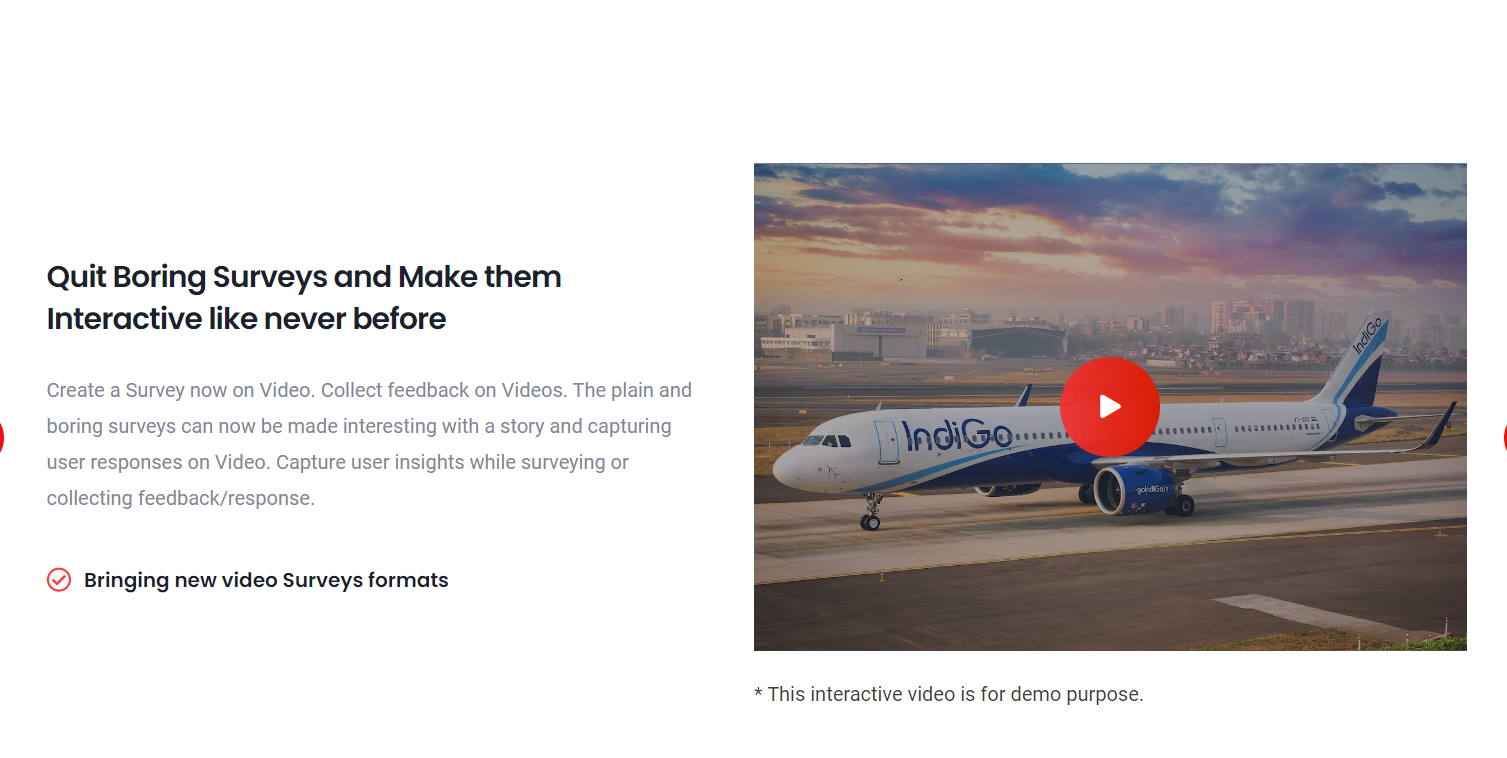 Quit Boring Surveys and Make them
Interactive like never before
Create a Survey now on Video. Collect feedback on Videos. The plain and
boring surveys can now be made interesting with a story and capturing
user responses on Video. Capture user insights while surveying or
collecting feedback/response.
Bringing new video Surveys formats
IndiGo
IndiGo
goIndiGo.in
* This interactive video is for demo purpose.